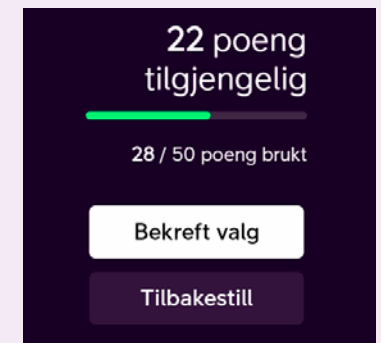 22 poeng
tilgjengelig
28 / 50 poeng brukt
Bekreft valg
Tilbakestill